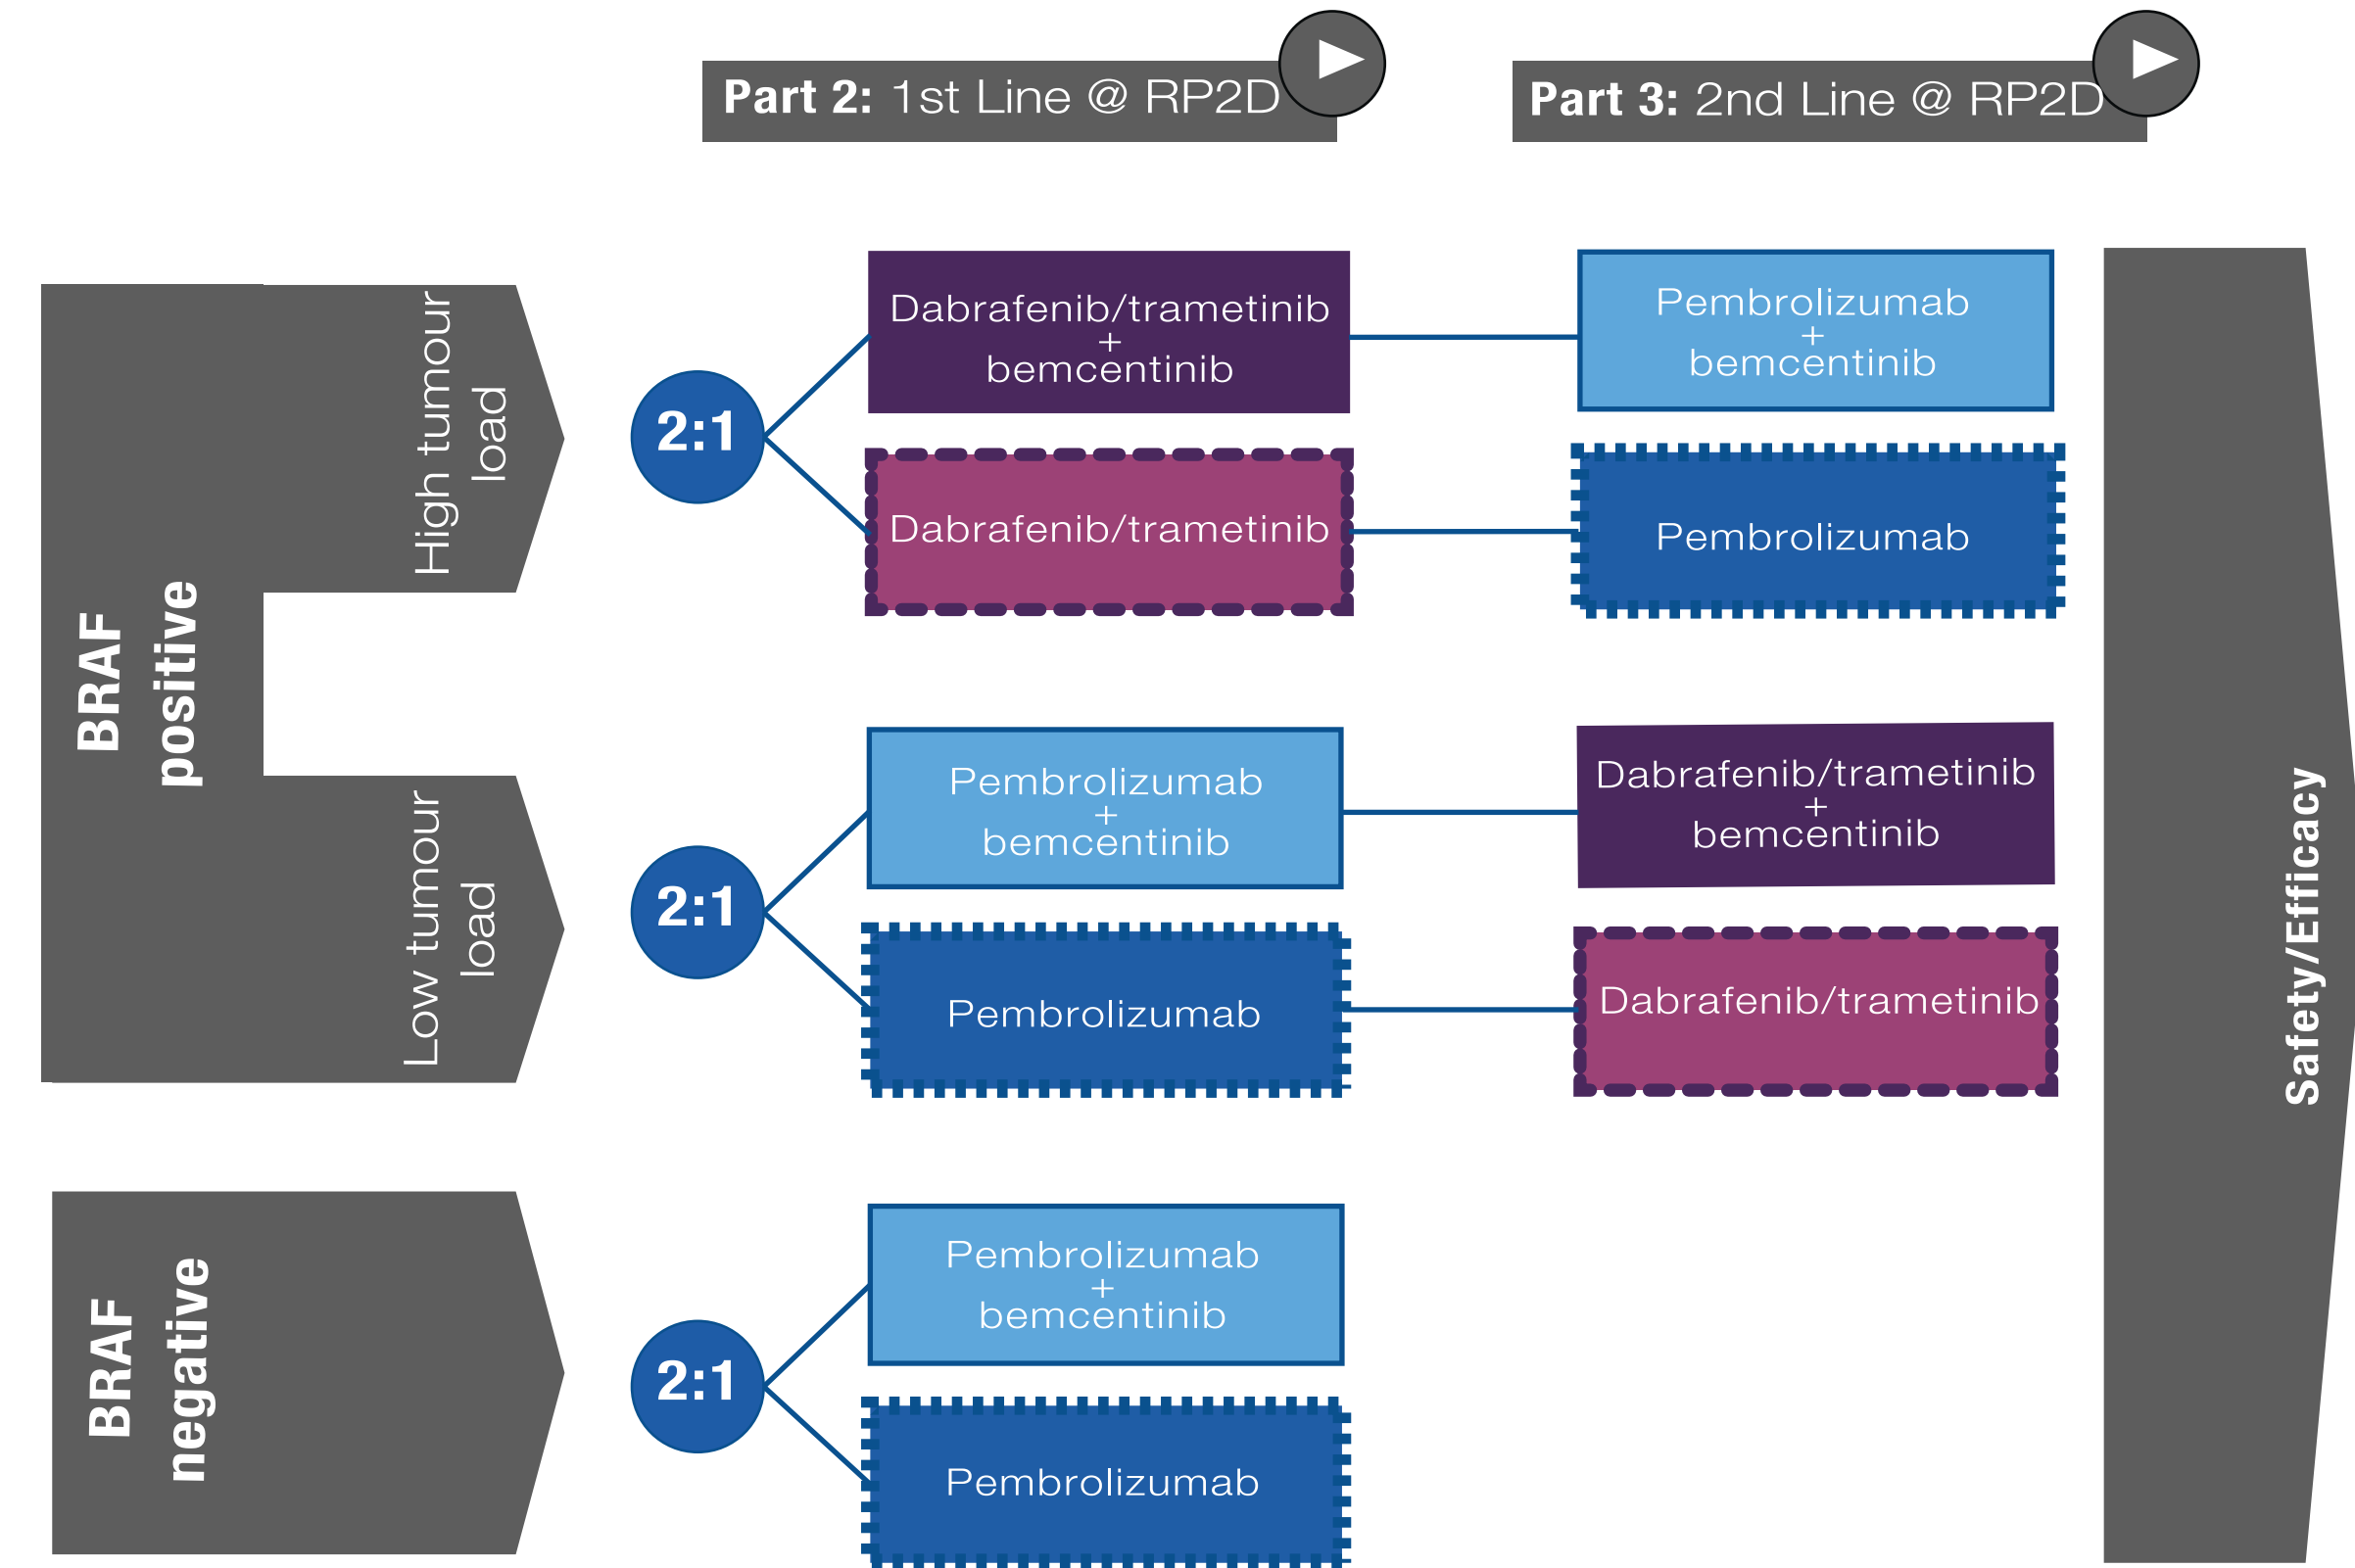 Part 2: 1st Line @ RP2D
Part 3: 2nd Line @ RP2D
BRAF
positive
High tumour
load
2:1
Dabrafenib/trametinib
+
bemcentinib
Pembrolizumab
+
bemcentinib
Dabrafenib/trametinib
Pembrolizumab
Low tumour
load
2:1
Pembrolizumab
+
bemcentinib
Dabrafenib/trametinib
+
bemcentinib
Pembrolizumab
Dabrafenib/trametinib
BRAF
negative
2:1
Pembrolizumab
+
bemcentinib
Pembrolizumab
Safety/Efficacy